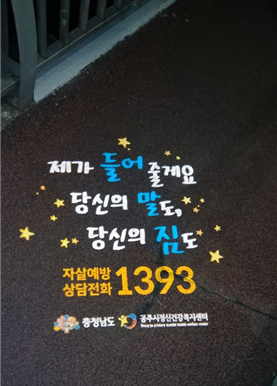 제가 들어 줄게요
당신의 말도,
당신의 짐도
자살예방
상담전화 1393
충청남도 공주시정신건강복지센터